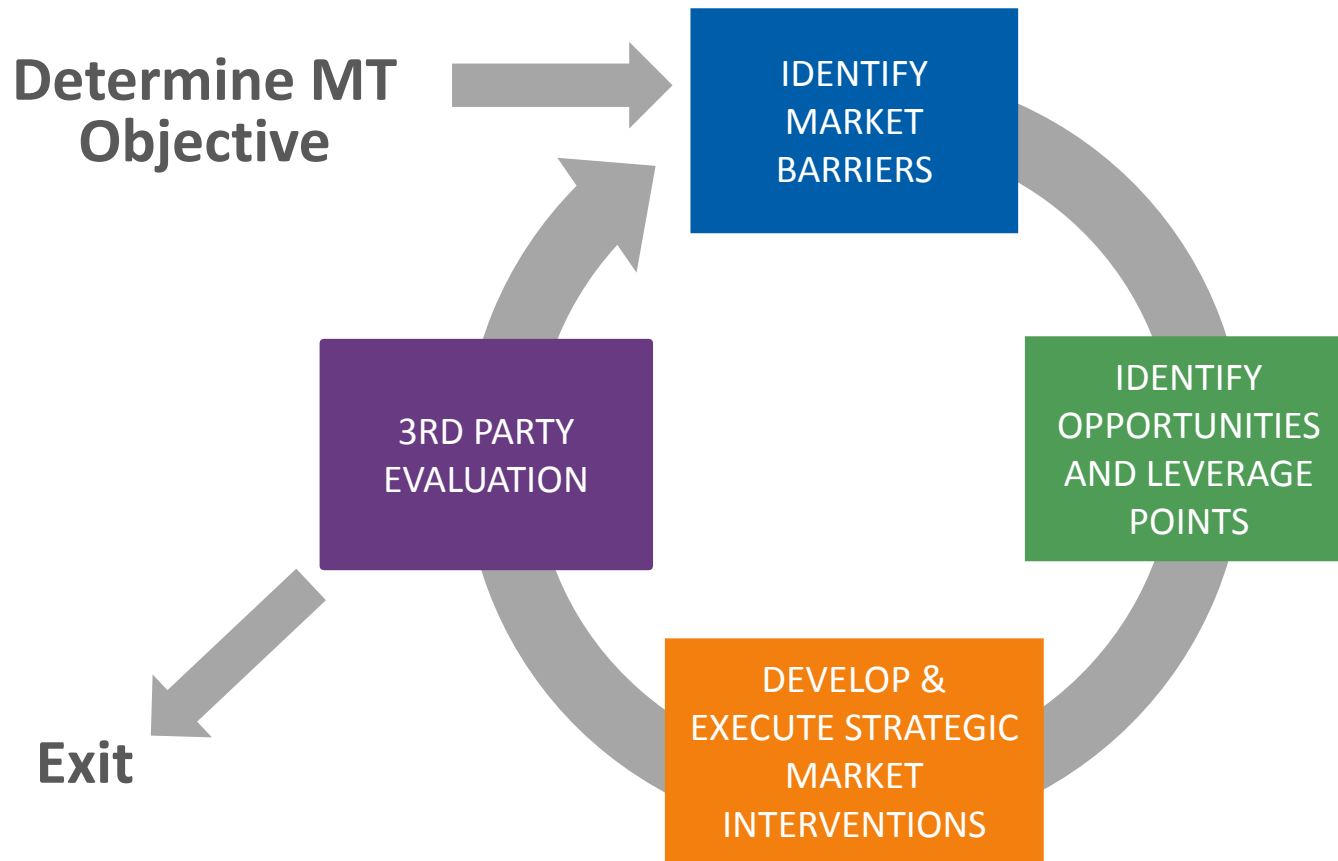 Determine MT
Objective
IDENTIFY
MARKET
BARRIERS
IDENTIFY
OPPORTUNITIES
AND LEVERAGE
POINTS
DEVELOP &
EXECUTE STRATEGIC
MARKET
INTERVENTIONS
3RD PARTY
EVALUATION
Exit